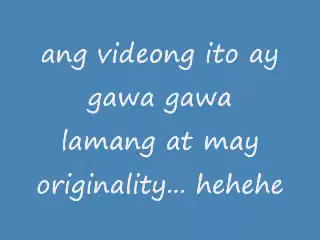 ang videong ito ay
gawa gawa
lamang at may
originality... hehehe